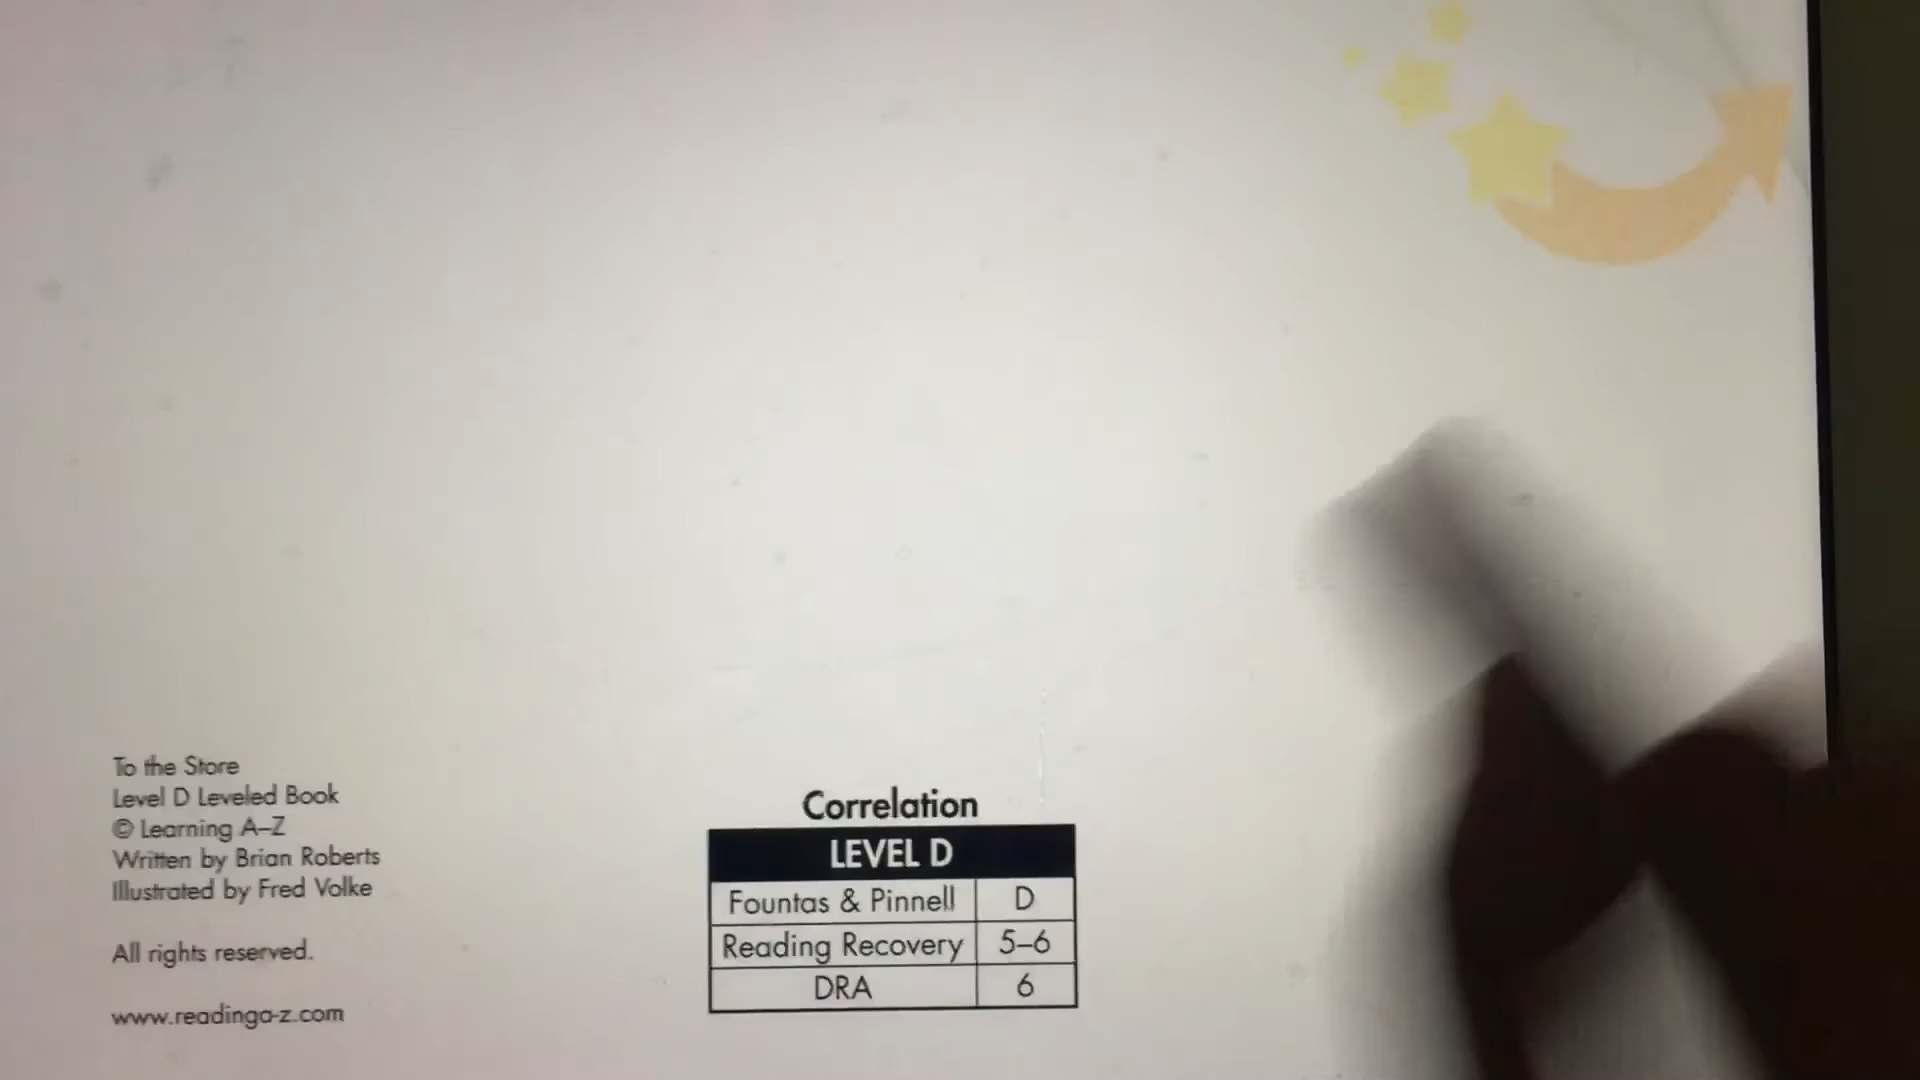 To the Store
Level D Leveled Book
© Learning A–Z
Written by Brian Roberts
Illustrated by Fred Volke
All rights reserved.
www.readinga-z.com
Correlation
LEVEL D
Fountas & Pinnell D
Reading Recovery 5–6
DRA 6